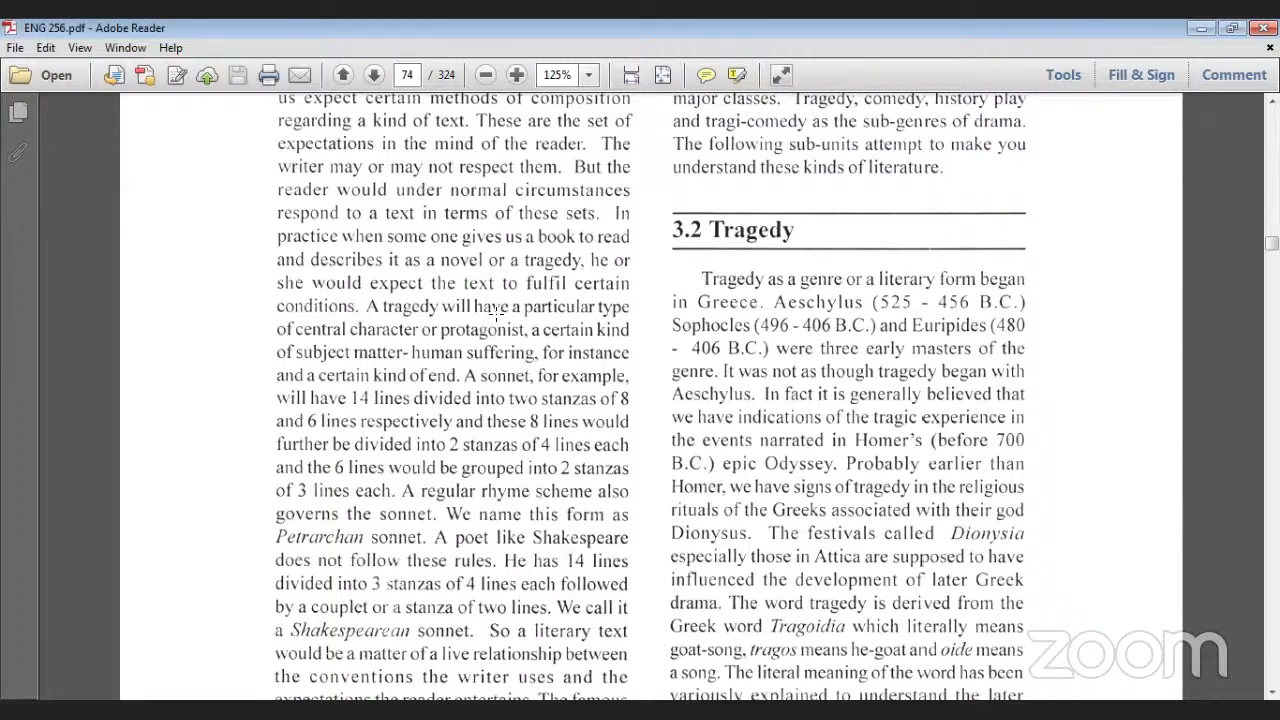 ENG 256.pdf - Adobe Reader
File Edit View Window Help
Open 74 / 324 125% Tools Fill & Sign Comment
us expect certain methods of composition
regarding a kind of text. These are the set of
expectations in the mind of the reader. The
writer may or may not respect them. But the
reader would under normal circumstances
respond to a text in terms of these sets. In
practice when some one gives us a book to read
and describes it as a novel or a tragedy, he or
she would expect the text to fulfil certain
conditions. A tragedy will have a particular type
of central character or protagonist, a certain kind
of subject matter- human suffering, for instance
and a certain kind of end. A sonnet, for example,
will have 14 lines divided into two stanzas of 8
and 6 lines respectively and these 8 lines would
further be divided into 2 stanzas of 4 lines each
and the 6 lines would be grouped into 2 stanzas
of 3 lines each. A regular rhyme scheme also
governs the sonnet. We name this form as
Petrarchan sonnet. A poet like Shakespeare
does not follow these rules. He has 14 lines
divided into 3 stanzas of 4 lines each followed
by a couplet or a stanza of two lines. We call it
a Shakespearean sonnet. So a literary text
would be a matter of a live relationship between
the conventions the writer uses and the
expectations the reader entertains. The famous
major classes. Tragedy, comedy, history play
and tragi-comedy as the sub-genres of drama.
The following sub-units attempt to make you
understand these kinds of literature.
3.2 Tragedy
Tragedy as a genre or a literary form began
in Greece. Aeschylus (525 - 456 B.C.)
Sophocles (496 - 406 B.C.) and Euripides (480
- 406 B.C.) were three early masters of the
genre. It was not as though tragedy began with
Aeschylus. In fact it is generally believed that
we have indications of the tragic experience in
the events narrated in Homer's (before 700
B.C.) epic Odyssey. Probably earlier than
Homer, we have signs of tragedy in the religious
rituals of the Greeks associated with their god
Dionysus. The festivals called Dionysia
especially those in Attica are supposed to have
influenced the development of later Greek
drama. The word tragedy is derived from the
Greek word Tragoidia which literally means
goat-song, tragos means he-goat and oide means
a song. The literal meaning of the word has been
variously explained to understand the later
zoom